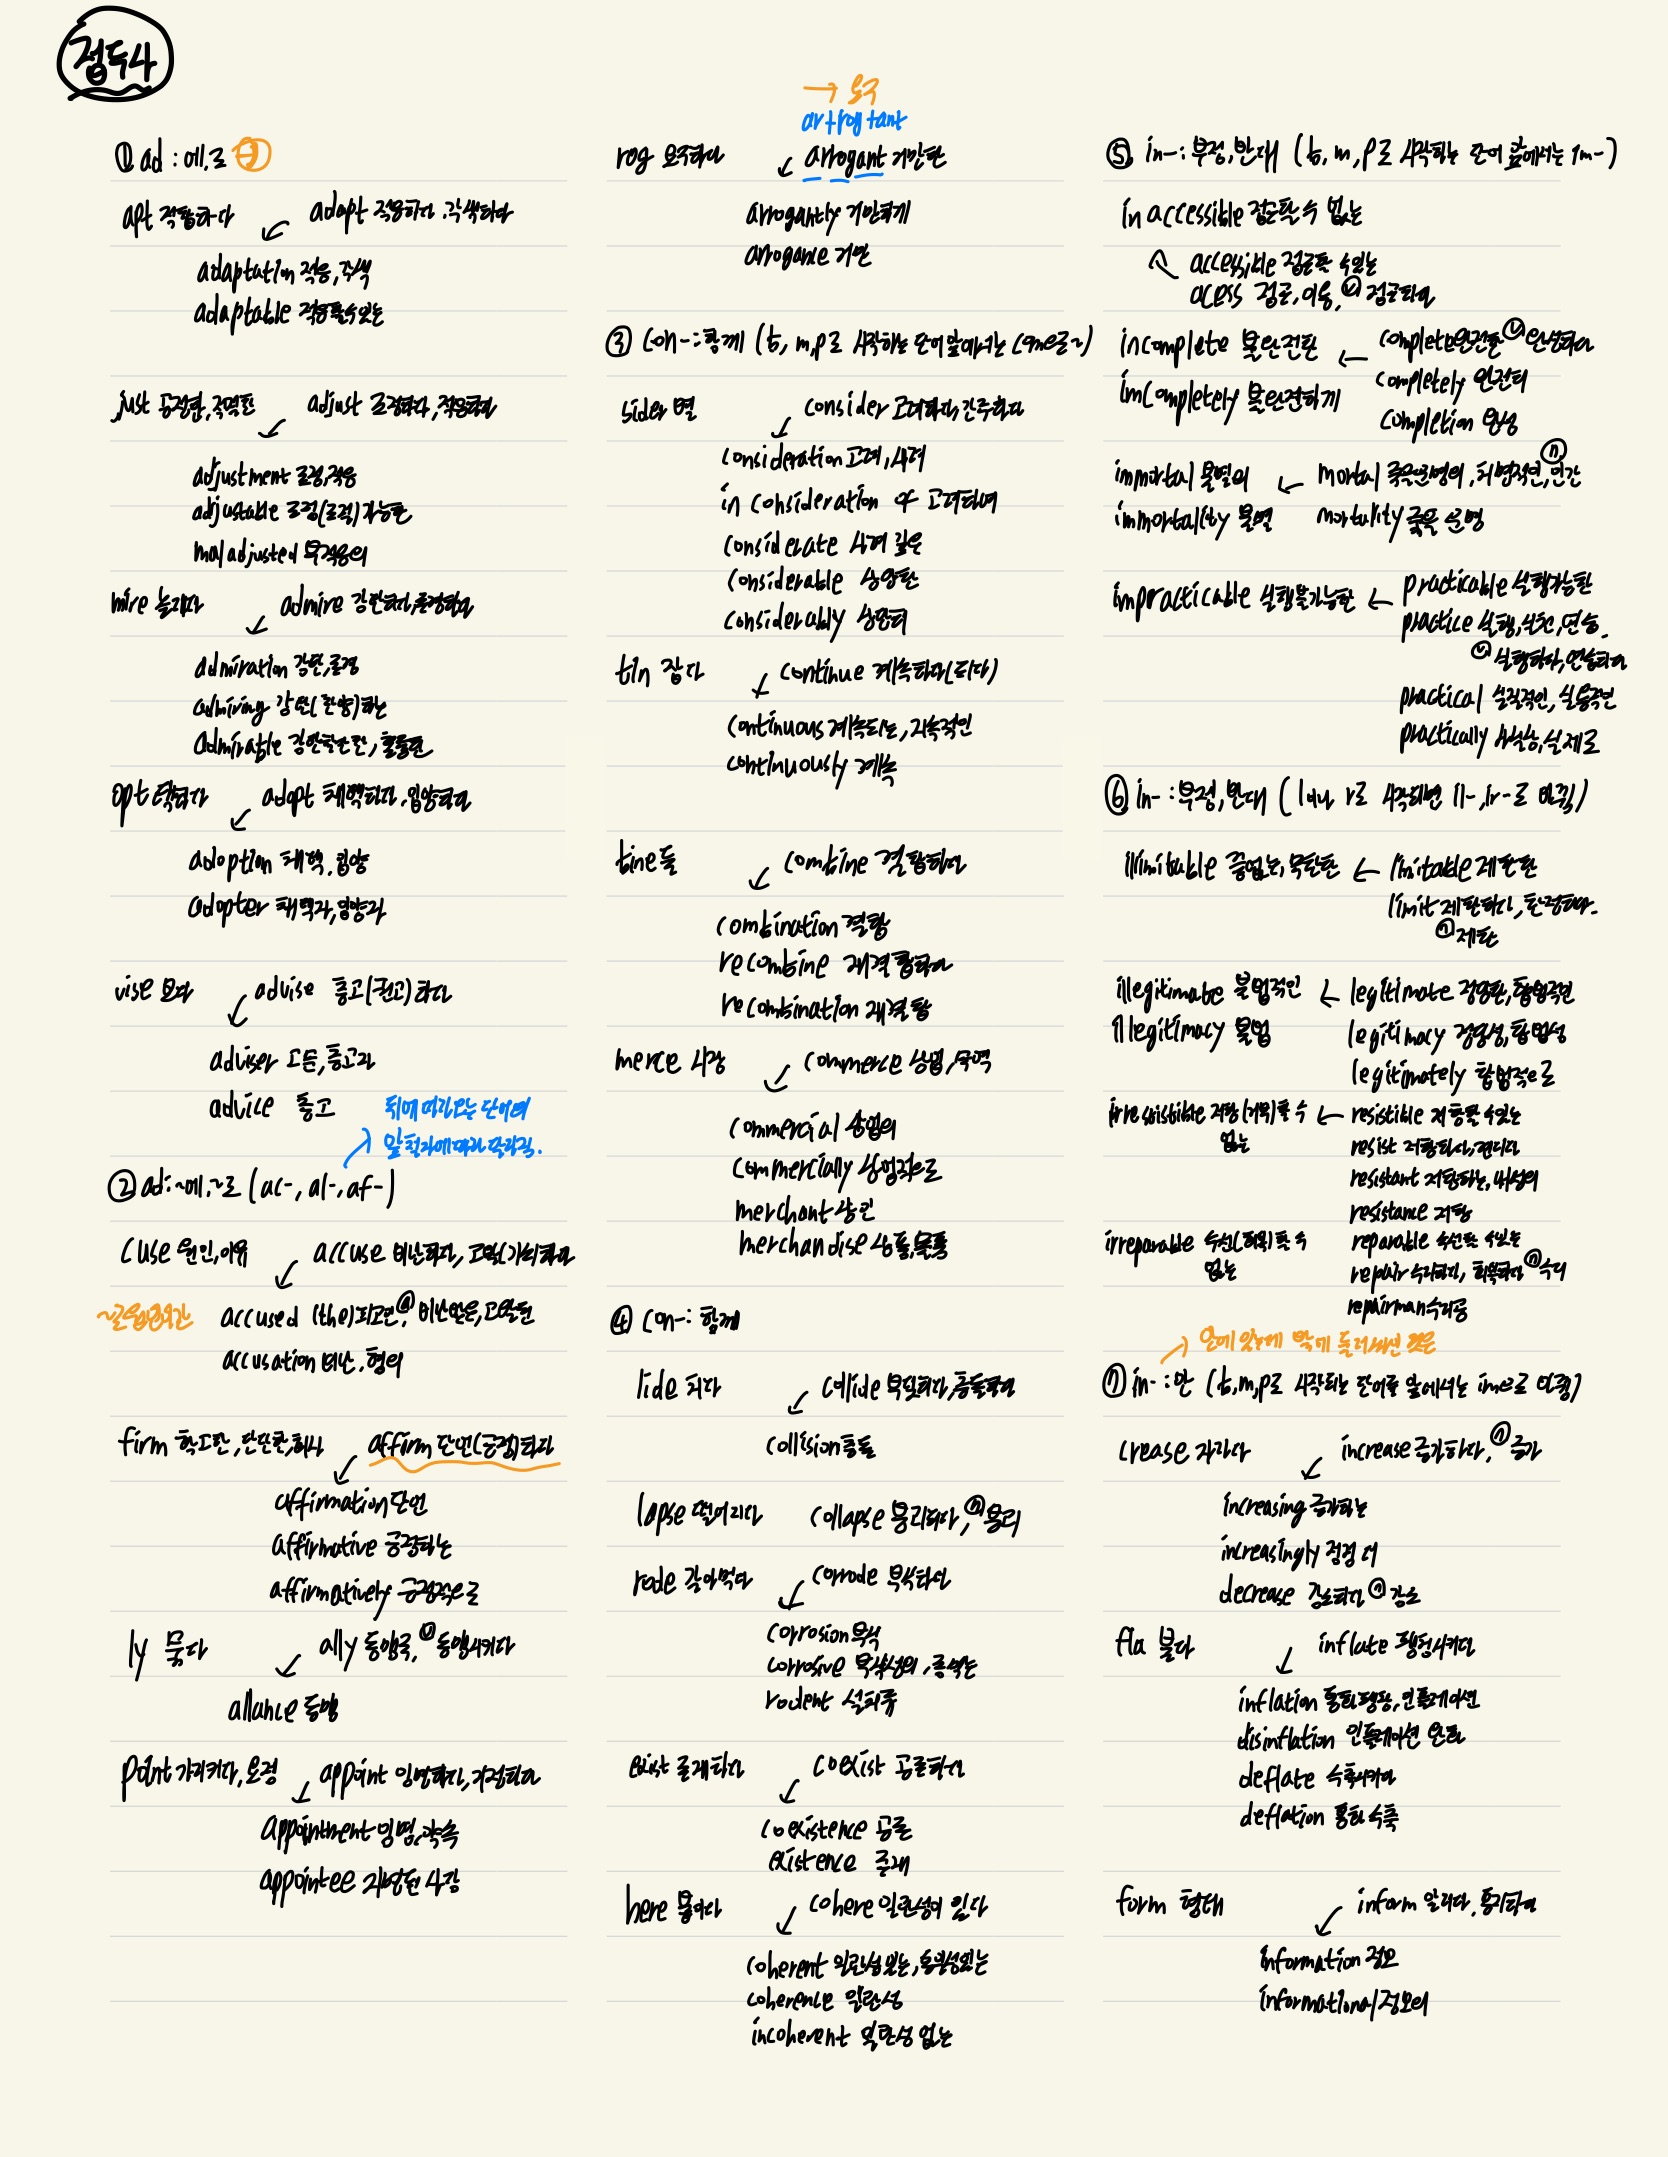 접두사
① ad : 에.로 →
apt 적합하다 ↙ adapt 적용하다.각색하다
adaptation 적응,각색
adaptable 적응할수있는
just 공정한,국먹한 ↙ adjust 조정하다,적응하다
adjustment 조정,적응
adjustable 조정(조절)가능한
maladjusted 부적응의
mire 놀라다 ↙ admire 감탄하다,존경하다
admiration 감탄,존경
admiring 감탄(찬양)하는
admirable 감탄할만한, 훌륭한
opt 택하다 ↙ adopt 채택하다.입양하다
adoption 채택.입양
adopter 채택자,입양자
vise 보다 ↙ advise 충고(권고)하다
adviser 고문,충고자
advice 충고
뒤에 따라오는 단어의
앞철자에따라 달라짐.
② ad:~에.~로 (ac-, al-, af-)
cuse 원인,이유 ↙ accuse 비난하다, 고발(기소)하다
accused (the)피고인, ⓐ 비난받은,고발된
accusation 비난.혐의
firm 확고한,단단한,회사 ↙ affirm 단언(긍정)하다
affirmation 단언
affirmative 긍정하는
affirmatively 긍정적으로
ly 묶다 ↙ ally 동맹국, ⓥ동맹시키다
allance 동맹
point 가리키다,요점 ↙ appoint 임명하다,지정하다
appointment 임명,약속
appointee 지명된 사람
→ 요구
ar+rog+ant
rog 요구하다 ↙ arrogant 거만한
arrogantly 거만하게
arrogance 거만
③ con-:함께 (b, m,p로 시작하는 단어앞에서는 com으로)
sider 별 ↙ consider 고려하다,간주하다
consideration 고려,사려
in consideration of 고려하여
considerate 사려 깊은
considerable 상당한
considerably 상당히
tin 잡다 ↙ continue 계속하다(되다)
continuous 계속되는,지속적인
continuously 계속
bine 둘 ↙ combine 결합하다
combination 결합
recombine 재결합하다
recombination 재결합
merce 시장 ↙ commerce 상업,무역
commercial 상업의
commercially 상업적으로
merchant 상인
merchandise 상품,물품
④ con-: 함께
lide 치다 ↙ collide 부딪치다,충돌하다
collision 충돌
lapse 떨어지다 collapse 붕괴되다, ⓝ붕괴
rode 갉아먹다 ↙ corrode 부식하다
corrosion 부식
corrosive 부식성의,좀먹는
rodent 설치류
exist 존재하다 ↙ coexist 공존하다
coexistence 공존
existence 존재
here 붙이다 ↙ cohere 일관성이 있다
coherent 일관성있는,통일성있는
coherence 일관성
incoherent 일관성 없는
⑤ in-: 부정,반대 (b, m, p로 시작하는 단어 앞에서는 im-)
inaccessible 접근할 수 없는
accessible 접근할 수있는
acess 접근,이용, ⓥ접근하다
incomplete 불완전한 ← complete완전한 ⓥ완성하다
imcompletely 불완전하게 completely 완전히
completion 완성
immortal 불멸의 ← mortal 죽을운명의,치명적인,ⓝ인간
immortality 불멸 mortality 죽을 운명
impracticable 실행불가능한 ← practicable 실행가능한
practice 실행,실천,연습.
ⓥ 실행하다,연습하다
practical 실질적인,실용적인
practically 사실상,실제로
⑥ in- :부정,반대 (l이나 r로 시작되면 il-,ir-로 바뀜)
illimitable 끝없는,무한한 ← limitable 제한한
limit 제한하다,한정하다.
ⓝ제한
illegitimate 불법적인 ← legitimate 정당한,합법적인
illegitimacy 불법 legitimacy 정당성,합법성
legitimately 합법적으로
irresistible 저항(거역)할 수 ← resistible 저항할 수있는
없는 resist 저항하다,견디다
resistant 저항하는,내성의
resistance 저항
irreparable 수선(회복)할 수 reparable 수선할 수있는
없는 repair 수리하다, 회복하다 ⓝ수리
repairman 수리공
⑦ in- :안 (b,m,p로 시작되는 단어들 앞에서는 im으로 바뀜)
crease 자라다 ↙ increase 증가하다.ⓝ증가
increasing 증가하는
increasingly 점점 더
decrease 감소하다 ⓝ 감소
fla 불다 ↙ inflate 팽창시키다
inflation 통화팽창,인플레이션
disinflation 인플레이션 완화
deflate 수축시키다
deflation 통화수축
form 형태 ↙ inform 알리다.통지하다
information 정보
informational 정보의